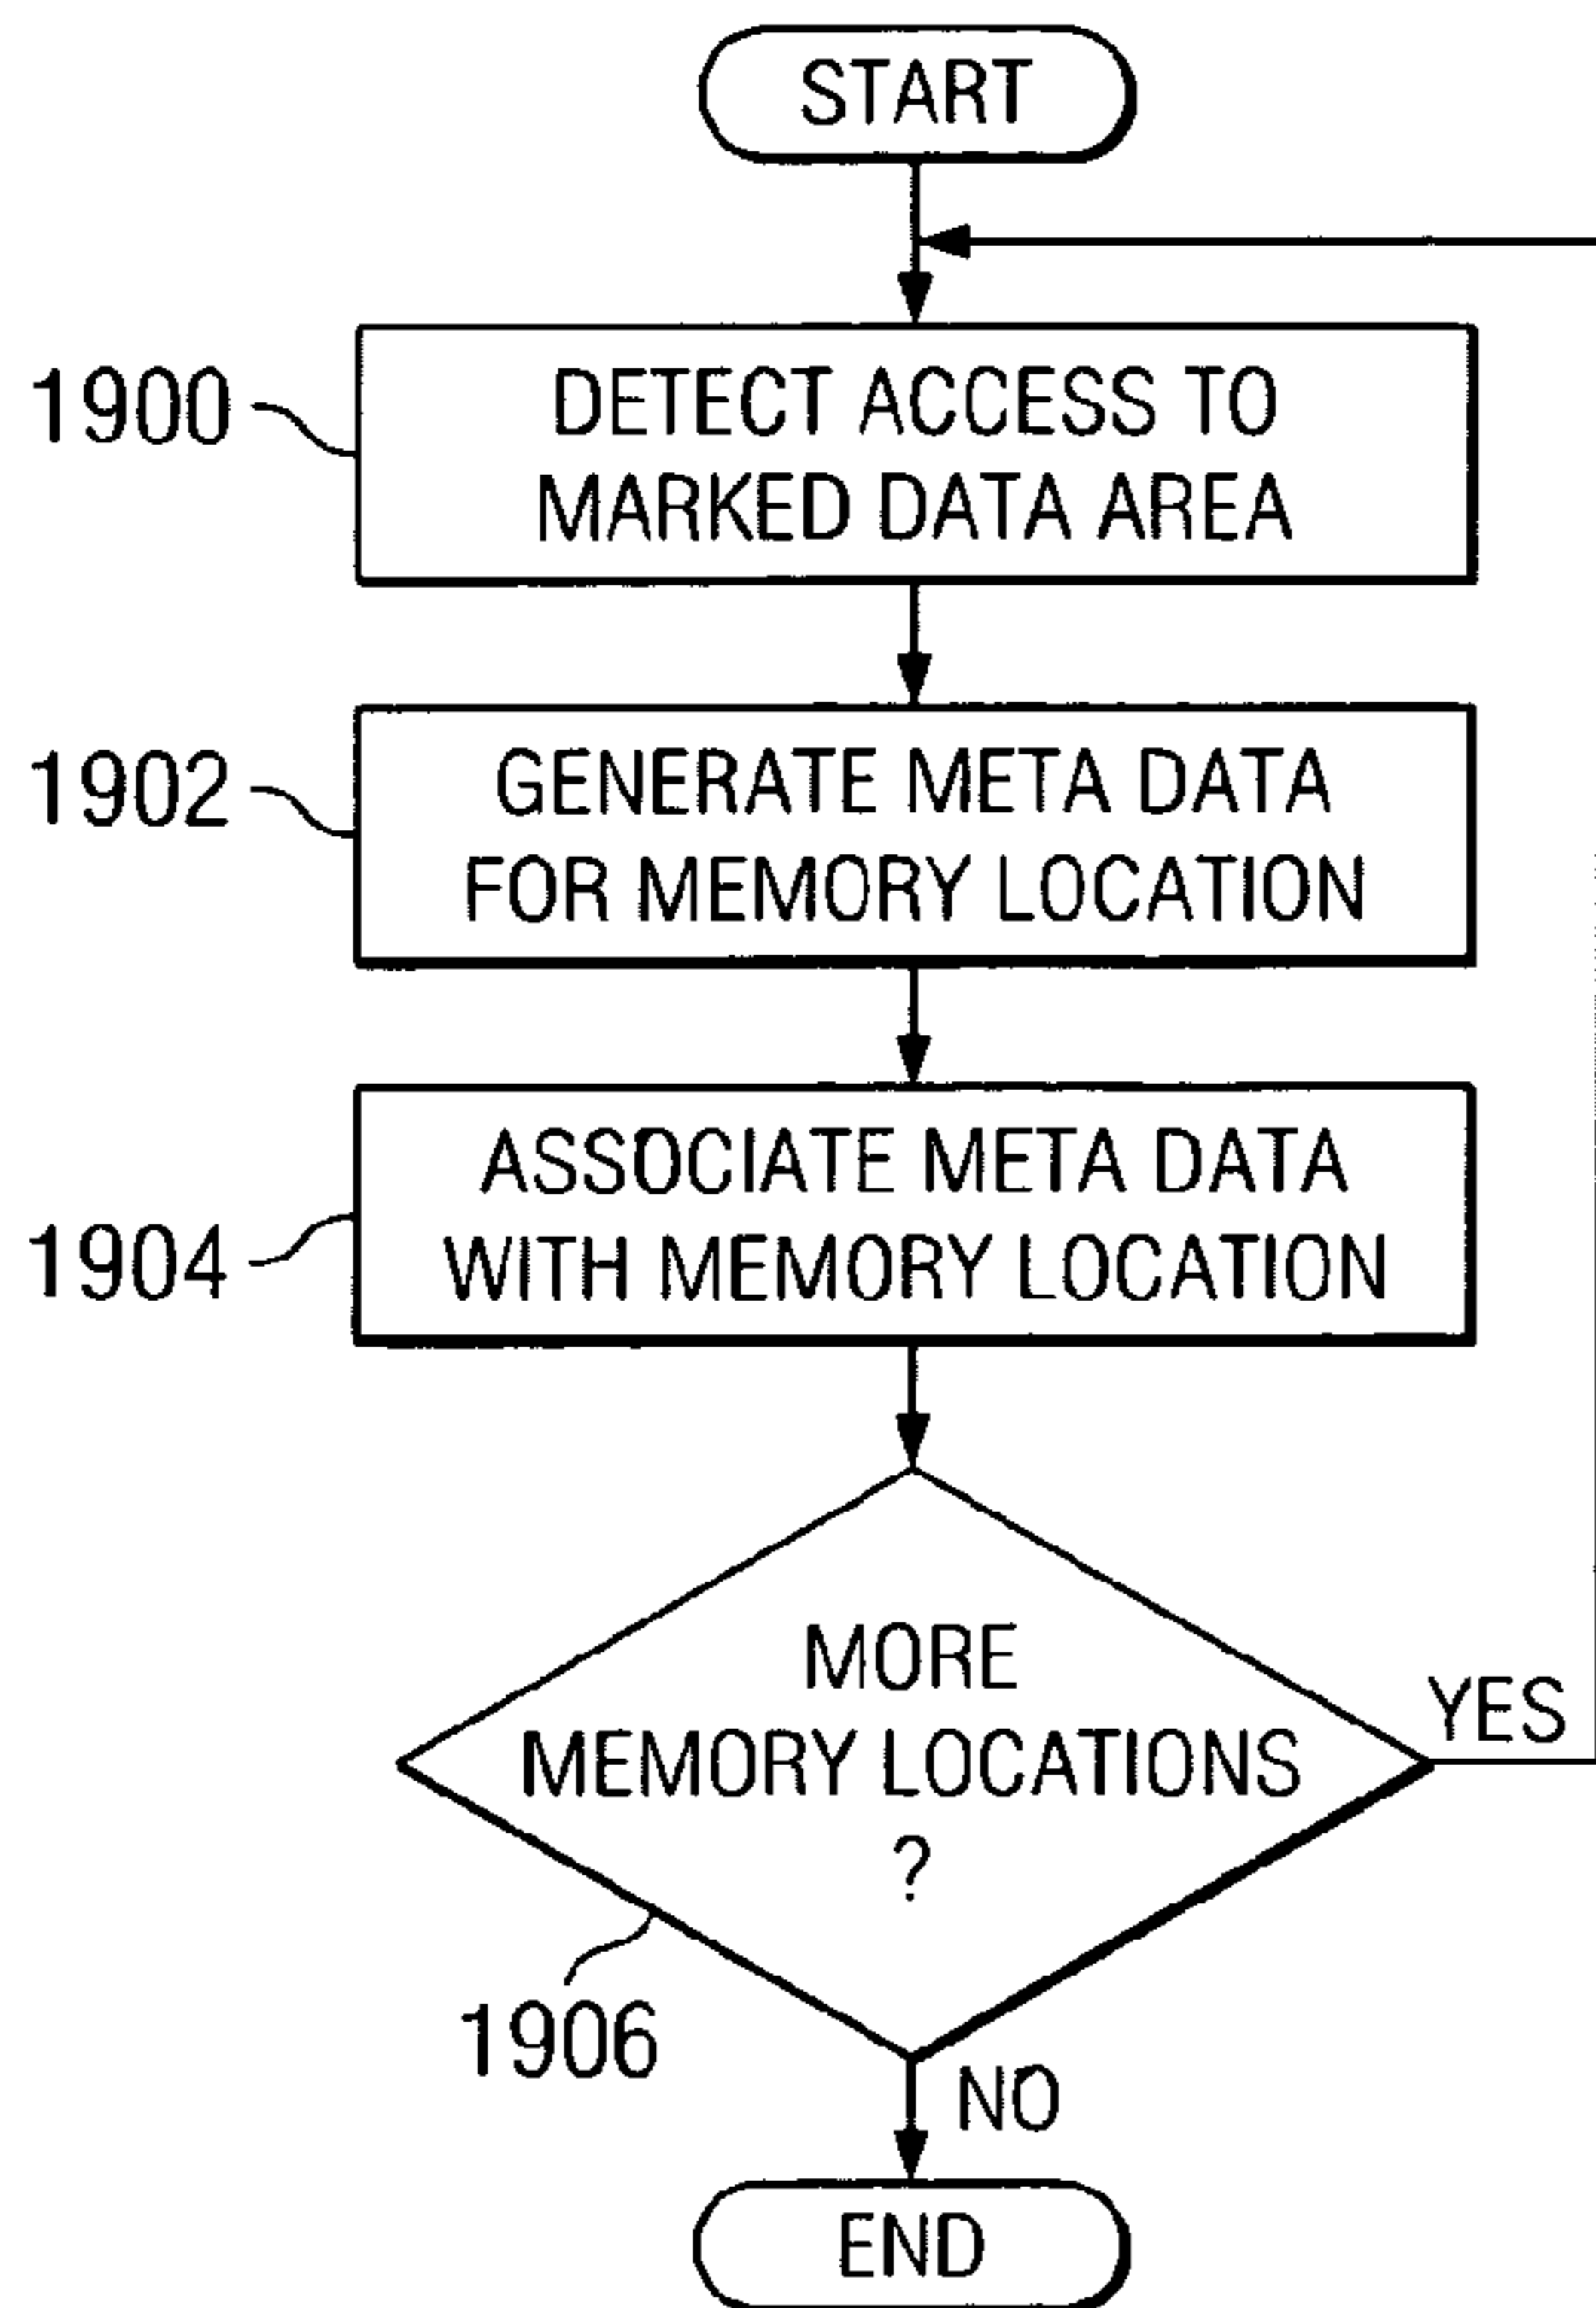 START
1900
DETECT ACCESS TO
MARKED DATA AREA
1902
GENERATE META DATA
FOR MEMORY LOCATION
1904
ASSOCIATE META DATA
WITH MEMORY LOCATION
MORE
MEMORY LOCATIONS
?
YES
1906
NO
END